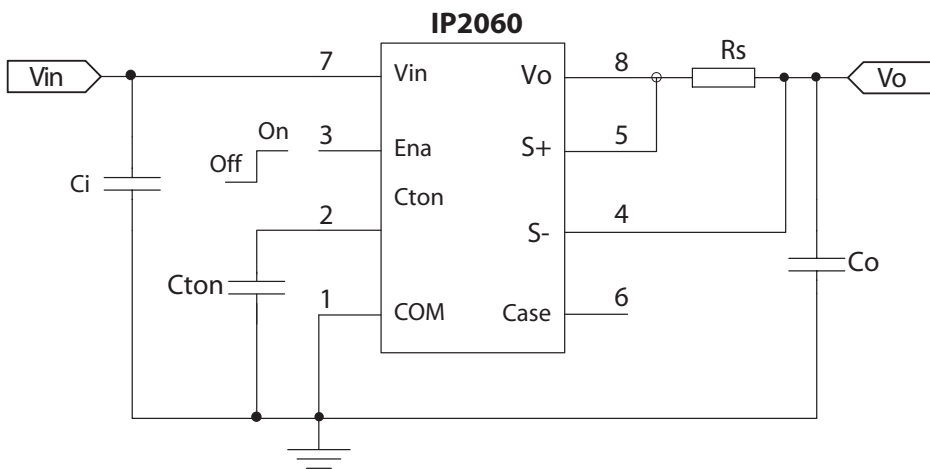 IP2060
7
Vin
Vo
8
Rs
Vin
Vo
On
3
Ena
S+
5
Off
Ci
Cton
2
S-
4
Cton
Co
1
COM
Case
6